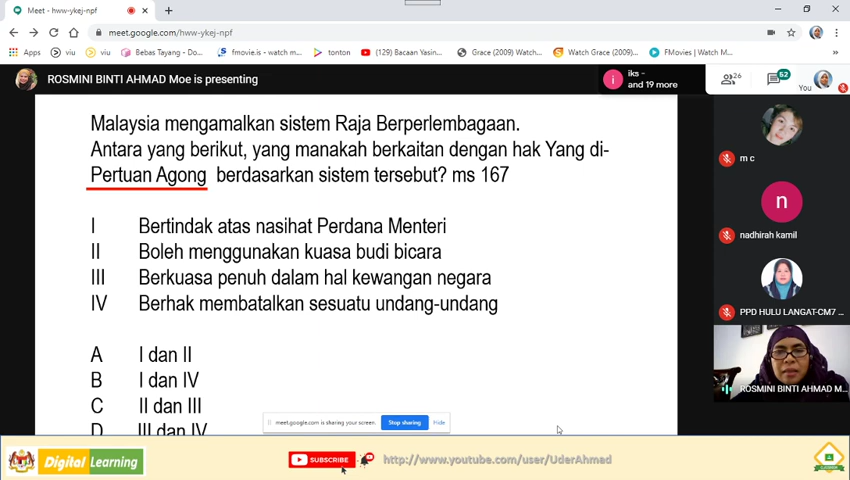 Meet - hww-ykej-npf
meet.google.com/hww-ykej-npf
Apps viu viu Bebas Tayang - Do... fmovie.is - watch m... tonton (129) Bacaan Yasin... Grace (2009) Watchc... Watch Grace (2009)... FMovies | Watch M...
ROSMINI BINTI AHMAD Moe is presenting
i
iks -
and 19 more
26
52
You
Malaysia mengamalkan sistem Raja Berperlembagaan.
Antara yang berikut, yang manakah berkaitan dengan hak Yang di-
Pertuan Agong berdasarkan sistem tersebut? ms 167
I Bertindak atas nasihat Perdana Menteri
II Boleh menggunakan kuasa budi bicara
III Berkuasa penuh dalam hal kewangan negara
IV Berhak membatalkan sesuatu undang-undang
A I dan II
B I dan IV
C II dan III
D III dan IV
m c
n
nadhirah kamil
PPD HULU LANGAT-CM7 ...
ROSMINI BINTI AHMAD M...
meet.google.com is sharing your screen.
Stop sharing
Hide
Digital Learning
SUBSCRIBE
http://www.youtube.com/user/UderAhmad